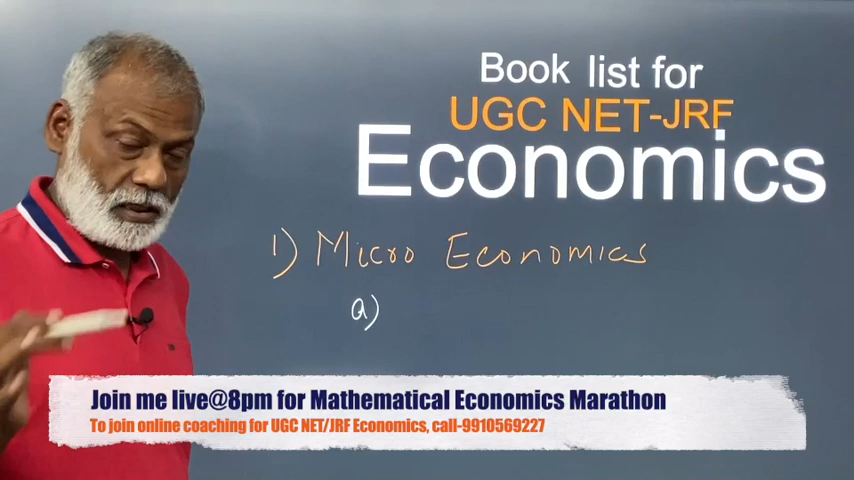 Book list for
UGC NET-JRF
Economics
1) Micro Economics
a)
Join me live@8pm for Mathematical Economics Marathon
To join online coaching for UGC NET/JRF Economics, call-9910569227